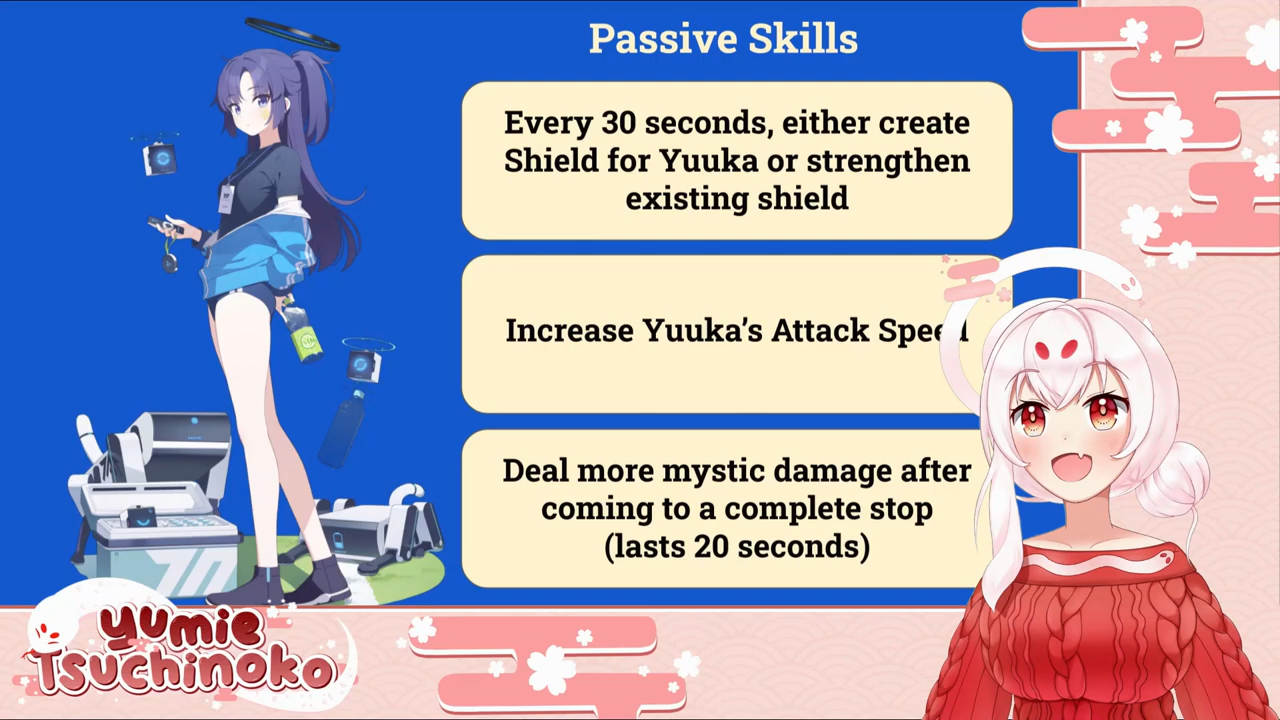 Passive Skills
Every 30 seconds, either create
Shield for Yuuka or strengthen
existing shield
Increase Yuuka's Attack Speed
Deal more mystic damage after
coming to a complete stop
(lasts 20 seconds)
yumie
Tsuchinoko